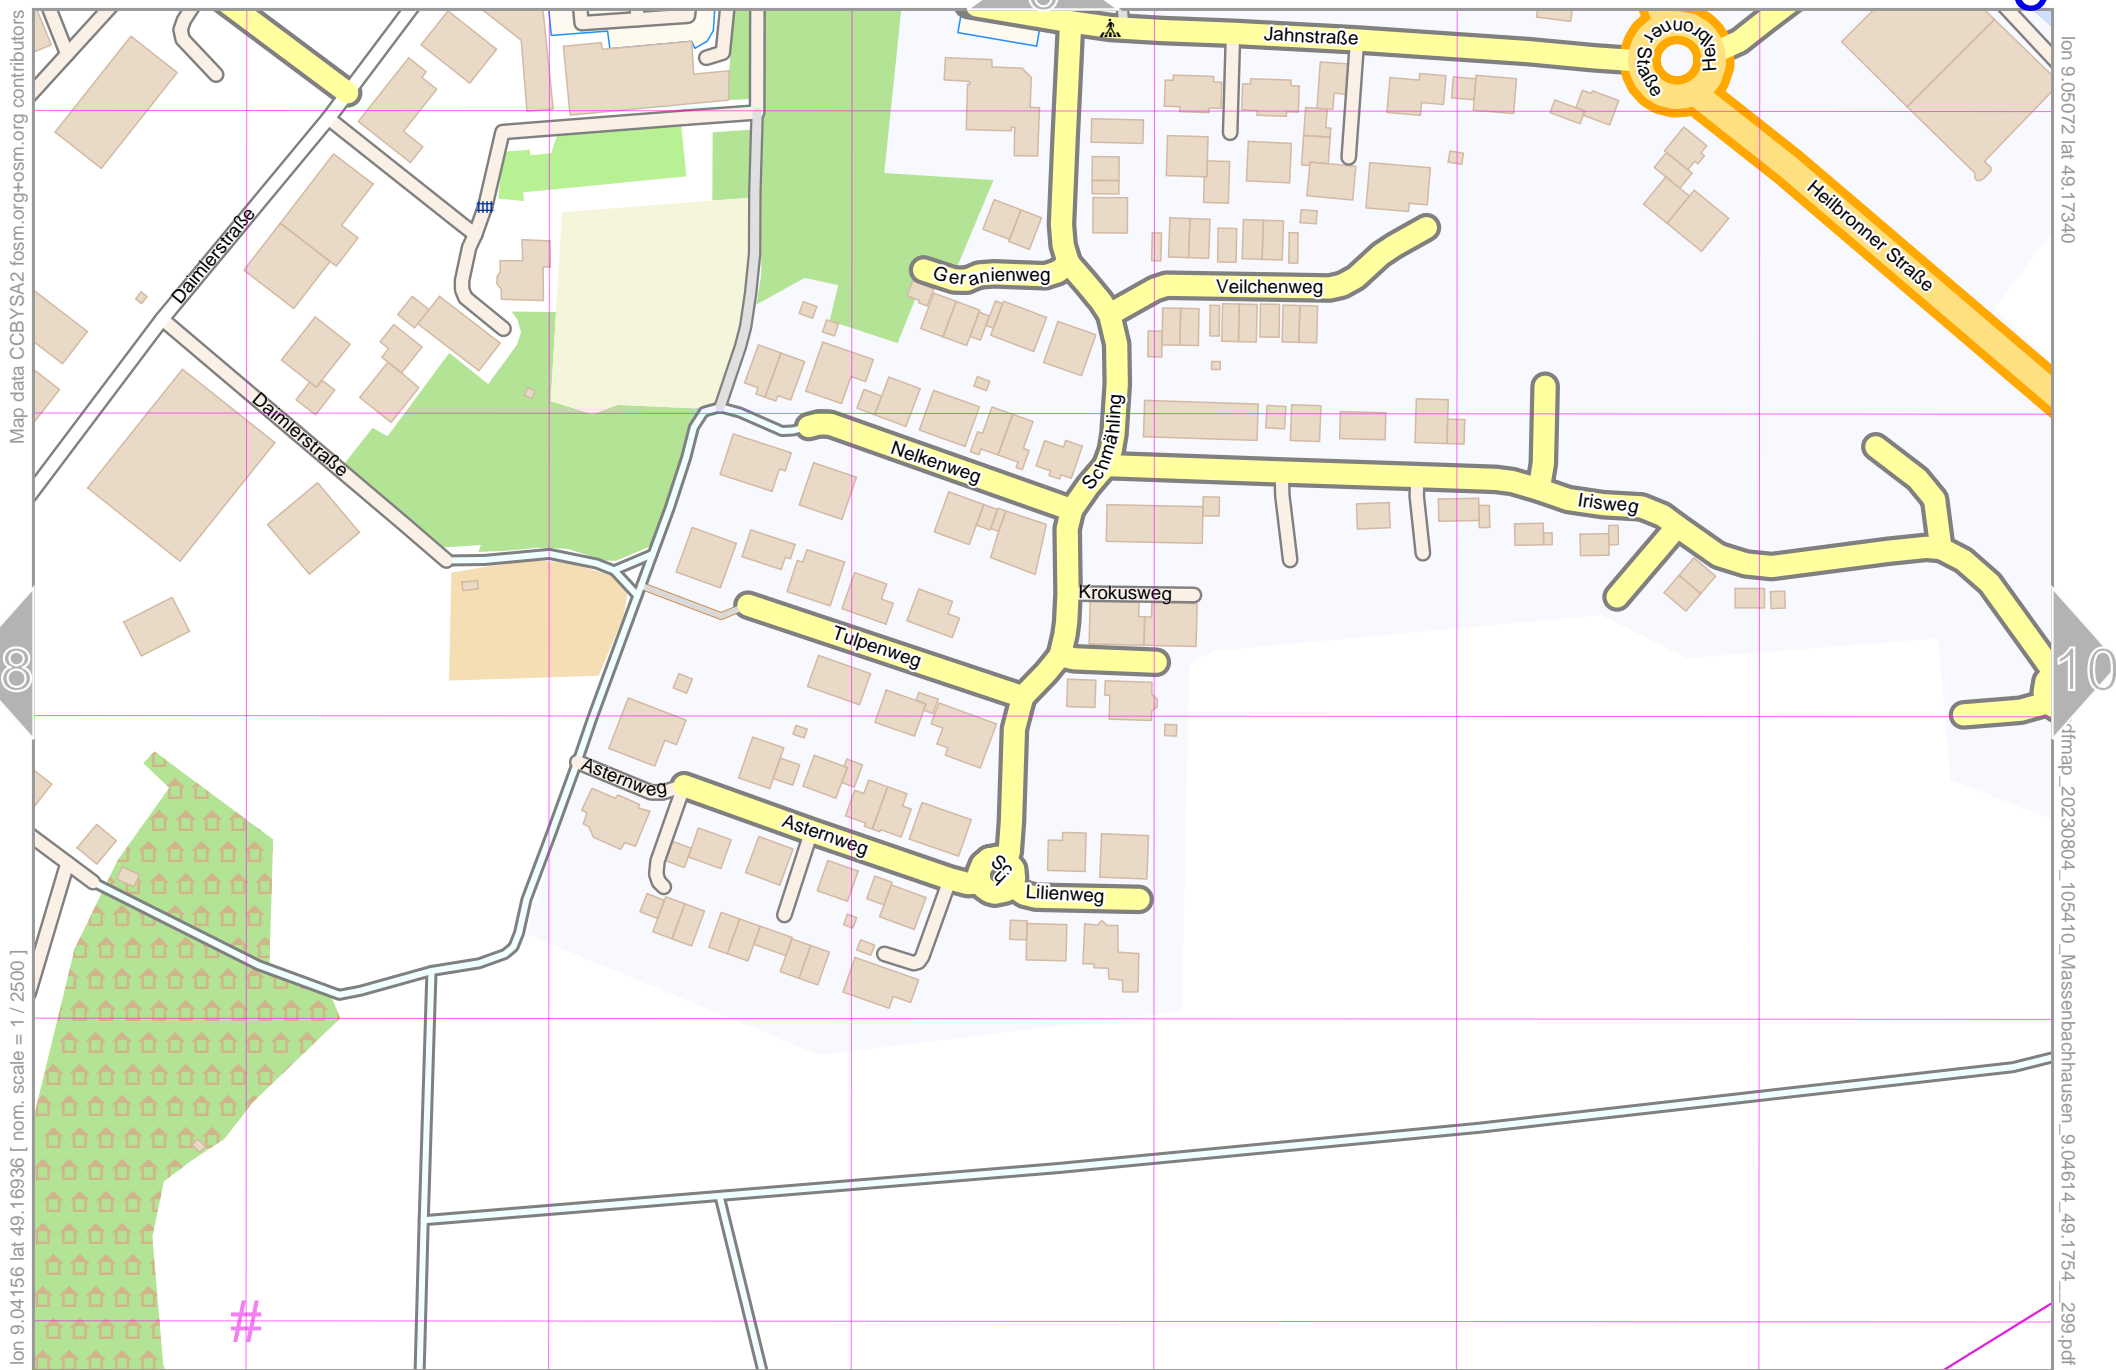 Jahnstraße
Heilbronner
Straße
Heilbronner Straße
Daimlerstraße
Geranienweg
Veilchenweg
Daimlerstraße
Schmähling
Nelkenweg
Irisweg
Krokusweg
Tulpenweg
Asternweg
Asternweg
Lilienweg
8
10
#
Map data CCBYSA2 fosm.org+osm.org contributors
lon 9.04156 lat 49.16936 [ nom. scale = 1 / 2500 ]
lon 9.05072 lat 49.17340
dfmap_20230804_105410_Massenbachhausen_9.04614_49.1754__299.pdf